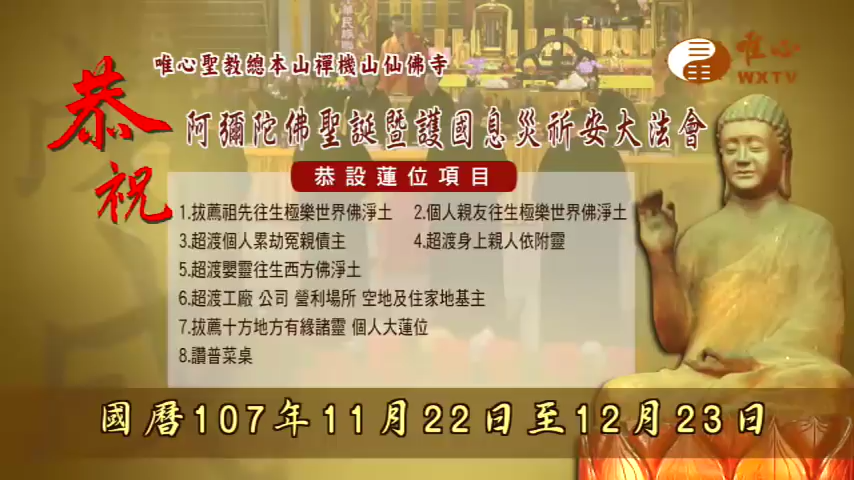 唯心
WXTV
恭祝
唯心聖教總本山禪機山仙佛寺
阿彌陀佛聖誕暨護國息災祈安大法會
恭設蓮位項目
1.拔薦祖先往生極樂世界佛淨土 2.個人親友往生極樂世界佛淨土
3.超渡個人累劫冤親債主 4.超渡身上親人依附靈
5.超渡嬰靈往生西方佛淨土
6.超渡工廠 公司 營利場所 空地及住家地基主
7.拔薦十方地方有緣諸靈 個人大蓮位
8.讚普菜桌
國曆107年11月22日至12月23日